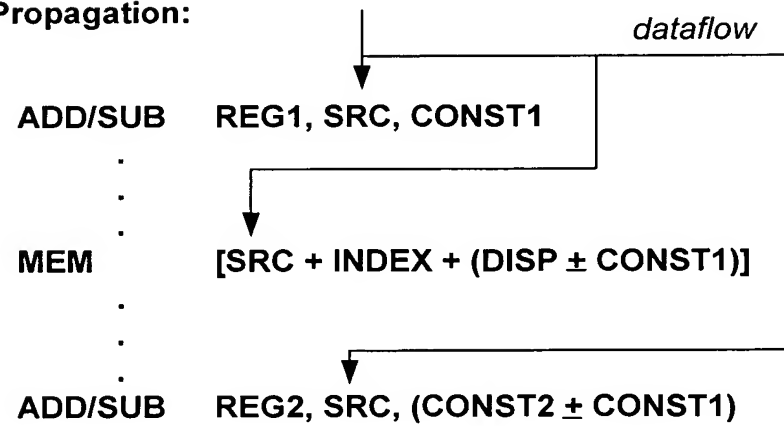 Propagation:
dataflow
ADD/SUB REG1, SRC, CONST1
.
.
.
MEM [SRC + INDEX + (DISP ± CONST1)]
.
.
.
ADD/SUB REG2, SRC, (CONST2 ± CONST1)